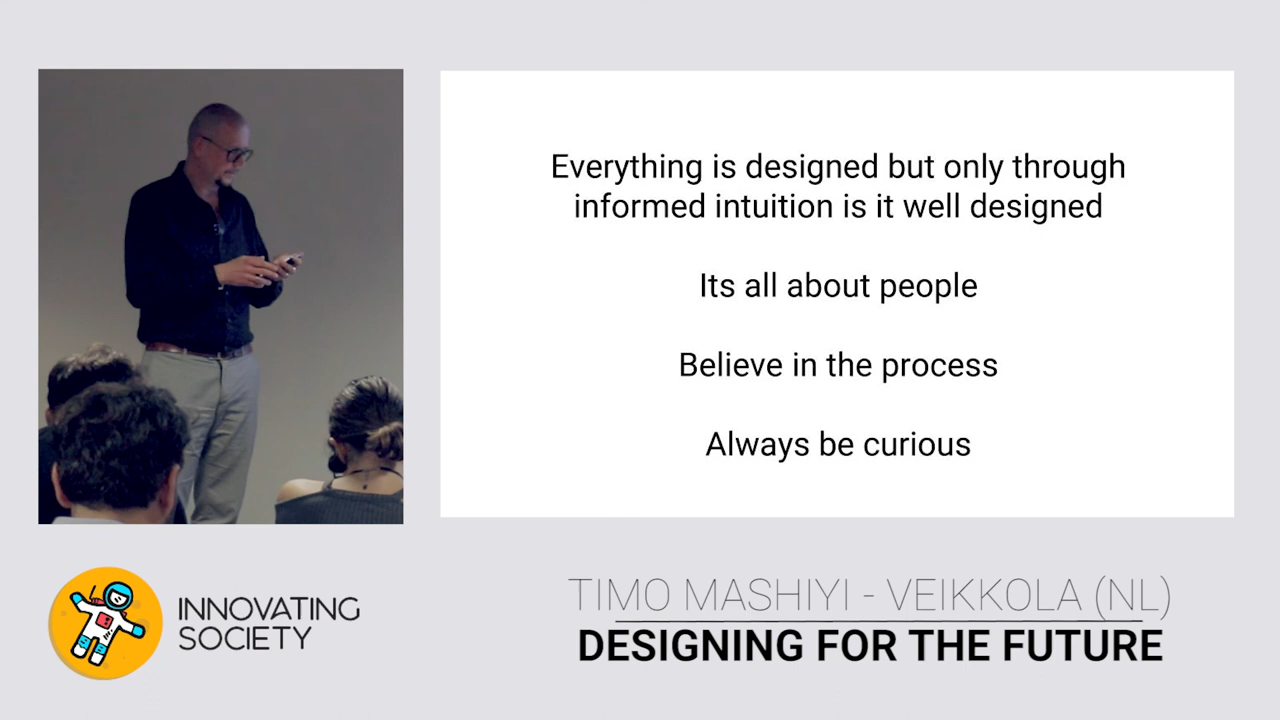 Everything is designed but only through
informed intuition is it well designed
Its all about people
Believe in the process
Always be curious
INNOVATING
SOCIETY
TIMO MASHIYI - VEIKKOLA (NL)
DESIGNING FOR THE FUTURE